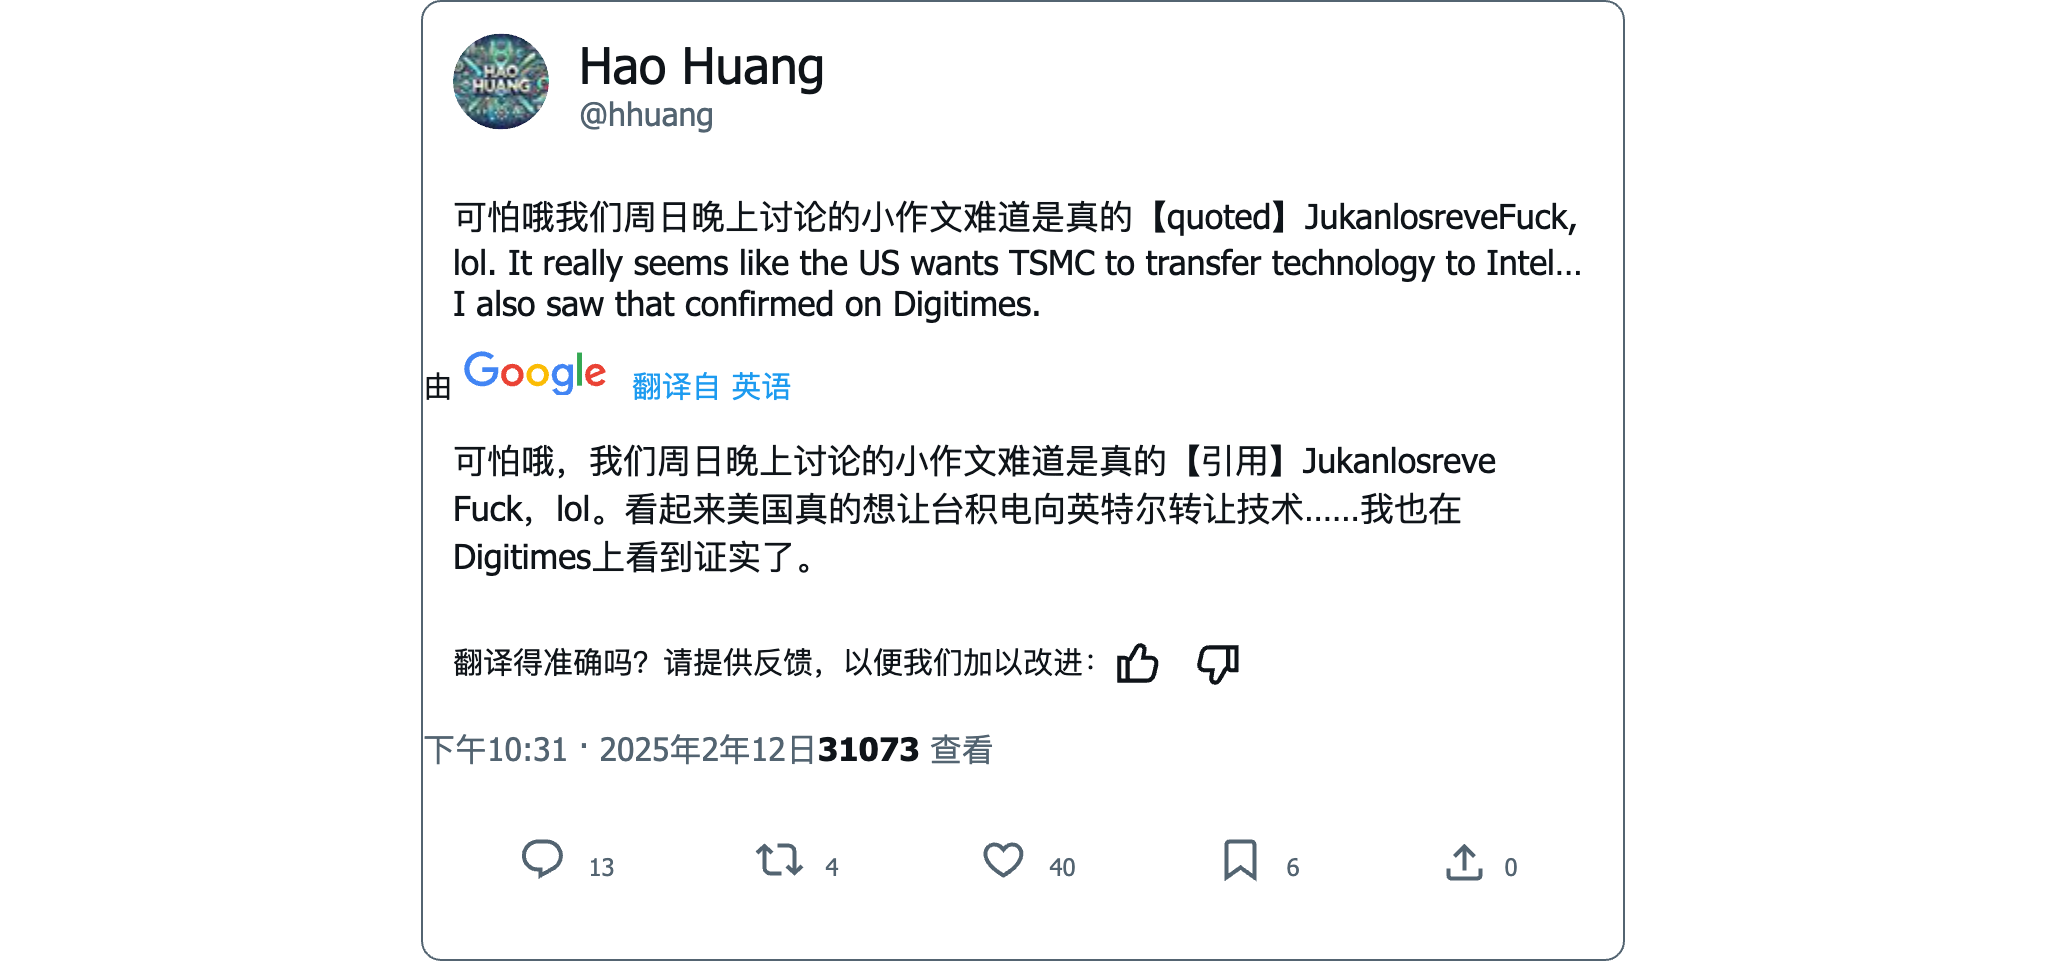 HAO
HUANG
Hao Huang
@hhuang
可怕哦我们周日晚上讨论的小作文难道是真的【quoted】JukanlosreveFuck,
lol. It really seems like the US wants TSMC to transfer technology to Intel...
I also saw that confirmed on Digitimes.
由 Google 翻译自 英语
可怕哦，我们周日晚上讨论的小作文难道是真的【引用】Jukanlosreve
Fuck，lol。看起来美国真的想让台积电向英特尔转让技术……我也在
Digitimes上看到证实了。
翻译得准确吗？请提供反馈，以便我们加以改进：
下午10:31 · 2025年2年12日31073 查看
13 4 40 6 0